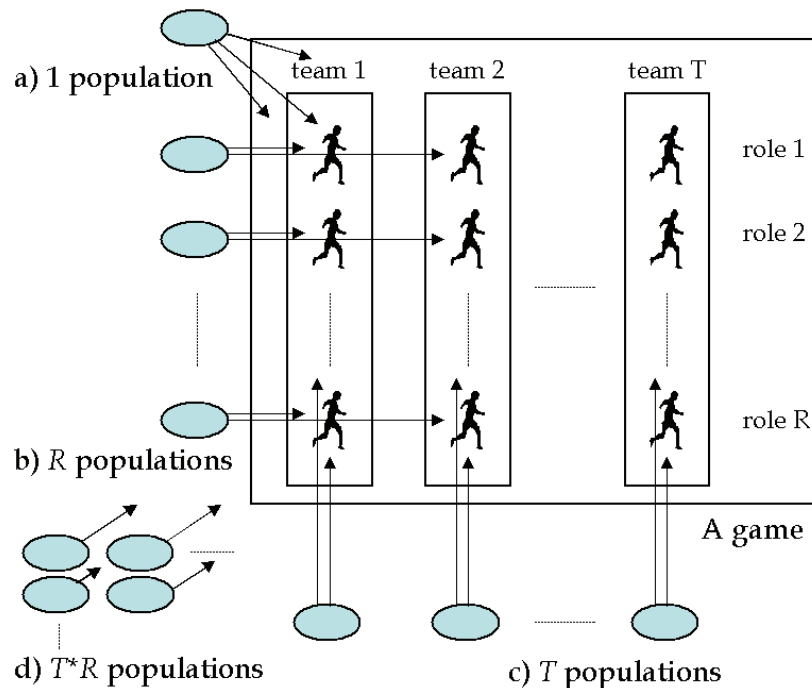 a) 1 population
team 1
team 2
team T
role 1
role 2
role R
b) R populations
A game
d) T*R populations
c) T populations